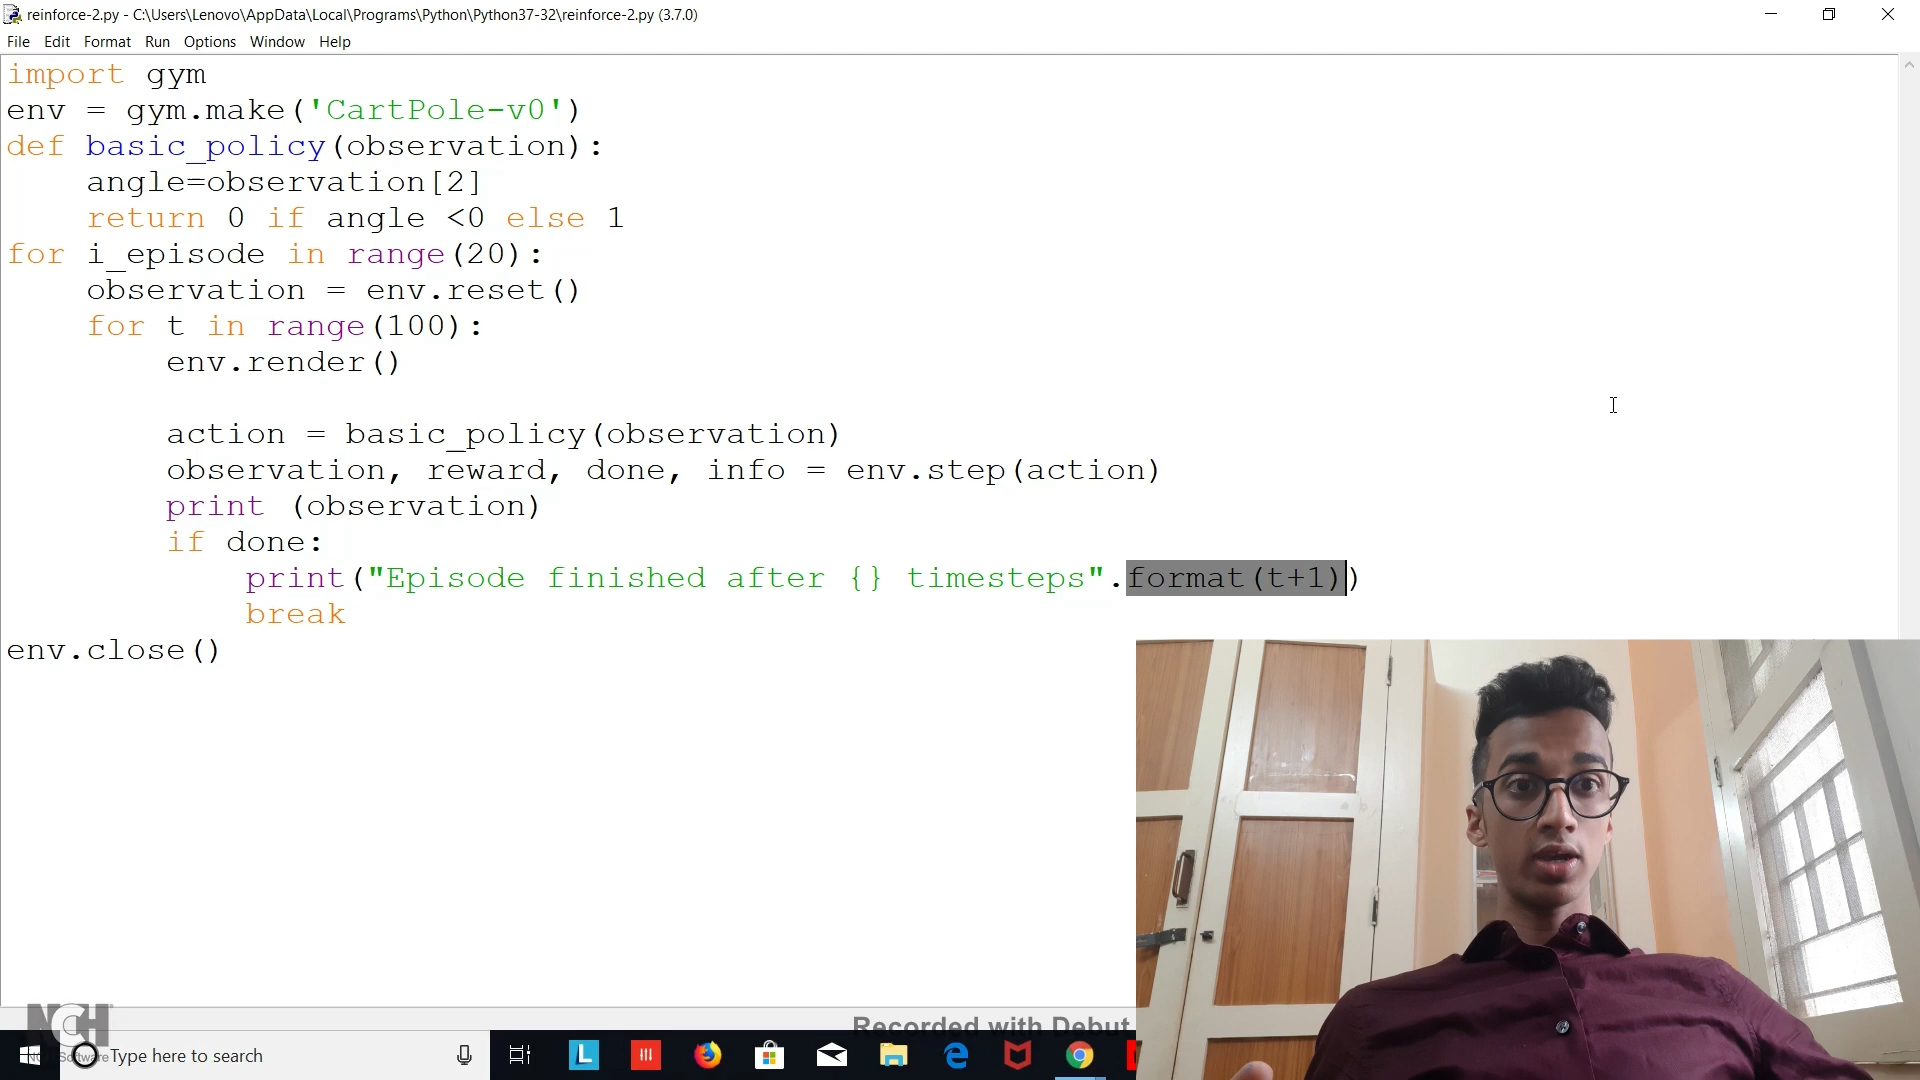 reinforce-2.py - C:\Users\Lenovo\AppData\Local\Programs\Python\Python37-32\reinforce-2.py (3.7.0)
File Edit Format Run Options Window Help
import gym
env = gym.make('CartPole-v0')
def basic_policy(observation):
    angle=observation[2]
    return 0 if angle <0 else 1
for i_episode in range(20):
    observation = env.reset()
    for t in range(100):
        env.render()
        action = basic_policy(observation)
        observation, reward, done, info = env.step(action)
        print (observation)
        if done:
            print("Episode finished after {} timesteps".format(t+1))
            break
env.close()
NCH
NCH Software
Recorded with Debut
Type here to search
L